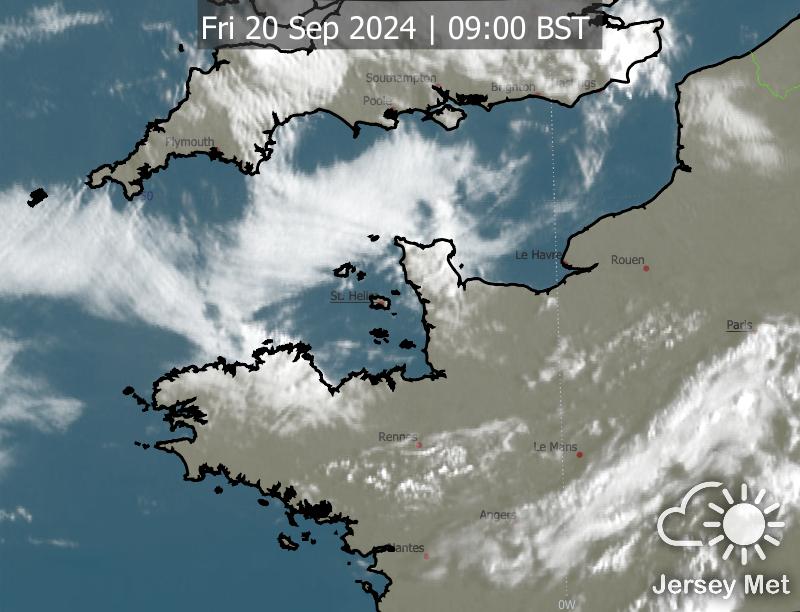 Fri 20 Sep 2024 | 09:00 BST
Southampton
Brighton
Hastings
Poole
Plymouth
50
Le Havre
Rouen
St. Helier
Paris
Rennes
Le Mans
Angers
Nantes
Jersey Met
0W